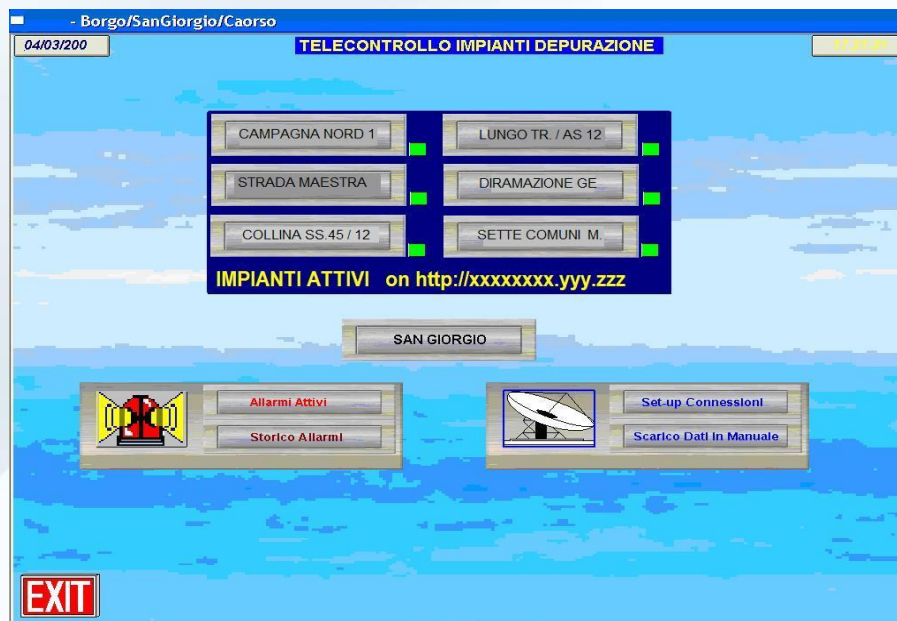 - Borgo/SanGiorgio/Caorso
04/03/200
TELECONTROLLO IMPIANTI DEPURAZIONE
CAMPAGNA NORD 1
LUNGO TR. / AS 12
STRADA MAESTRA
DIRAMAZIONE GE
COLLINA SS.45 / 12
SETTE COMUNI M.
IMPIANTI ATTIVI on http://xxxxxxxx.yyy.zzz
SAN GIORGIO
Allarmi Attivi
Storico Allarmi
Set-up Connessioni
Scarico Dati in Manuale
EXIT